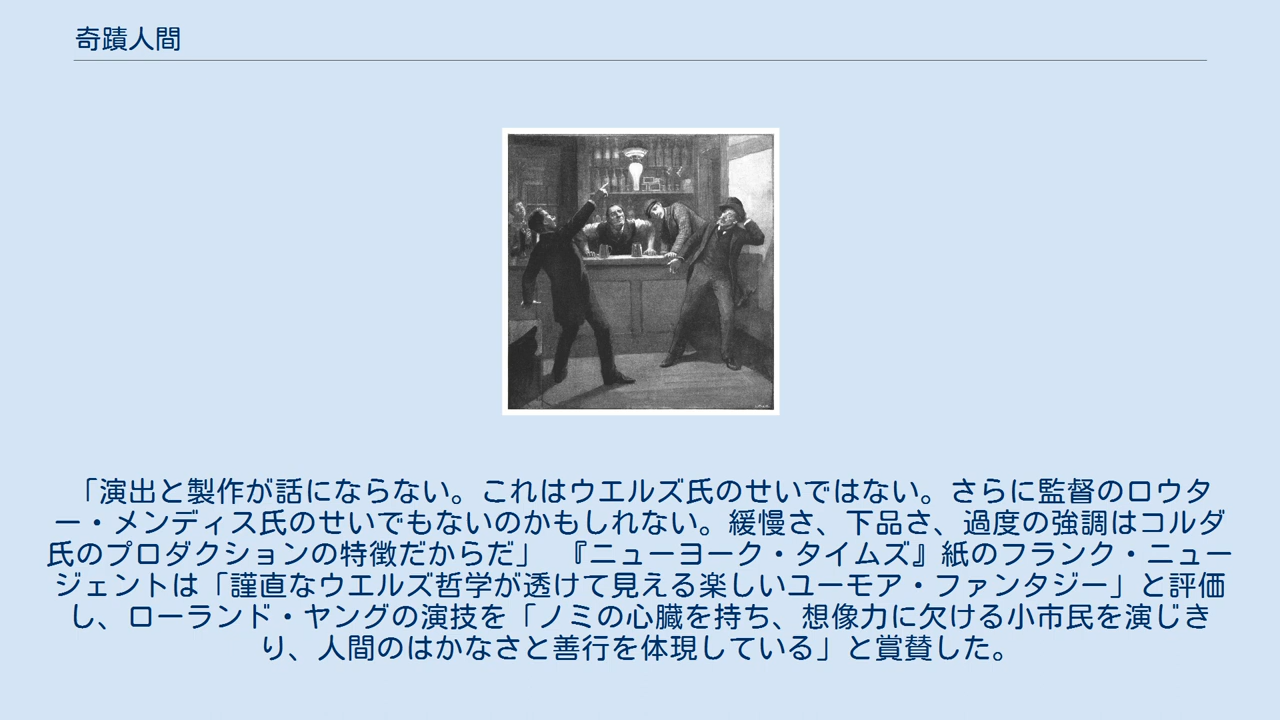 奇蹟人間
「演出と製作が話にならない。これはウエルズ氏のせいではない。さらに監督のロウタ
ー・メンディス氏のせいでもないのかもしれない。緩慢さ、下品さ、過度の強調はコルダ
氏のプロダクションの特徴だからだ」 『ニューヨーク・タイムズ』紙のフランク・ニュー
ジェントは「謹直なウエルズ哲学が透けて見える楽しいユーモア・ファンタジー」と評価
し、ローランド・ヤングの演技を「ノミの心臓を持ち、想像力に欠ける小市民を演じき
り、人間のはかなさと善行を体現している」と賞賛した。